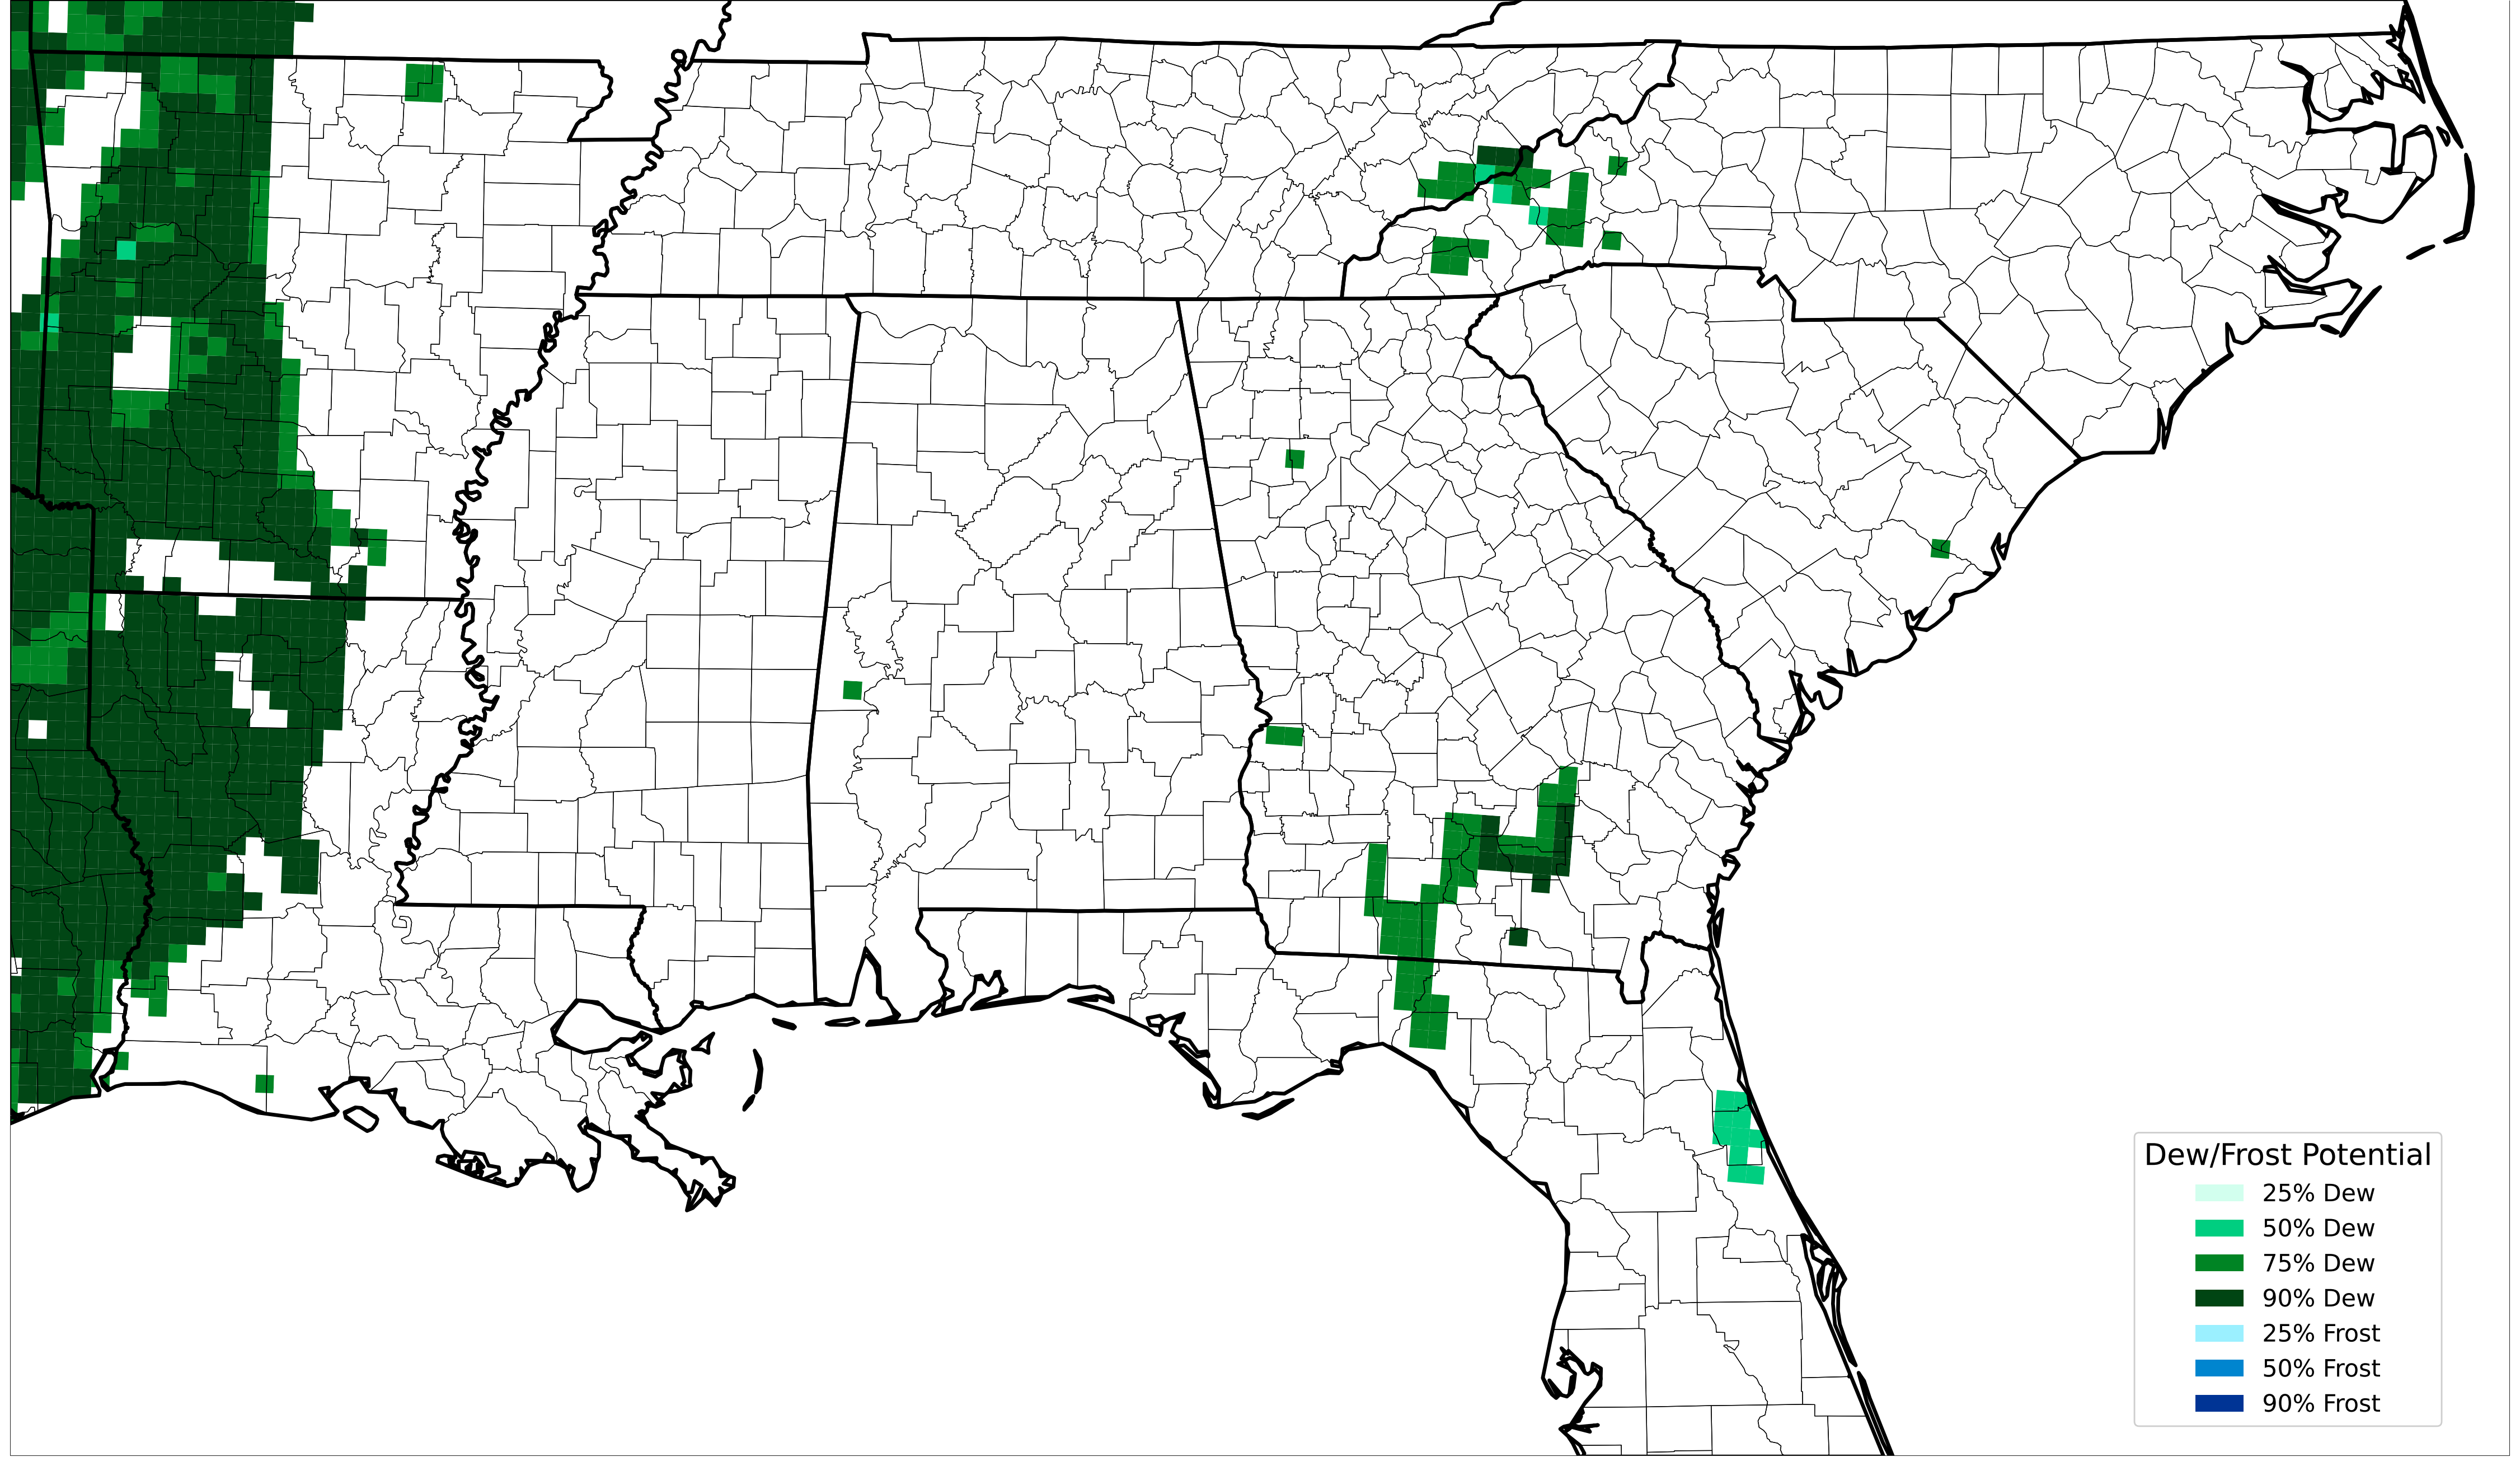 Dew/Frost Potential
25% Dew
50% Dew
75% Dew
90% Dew
25% Frost
50% Frost
90% Frost